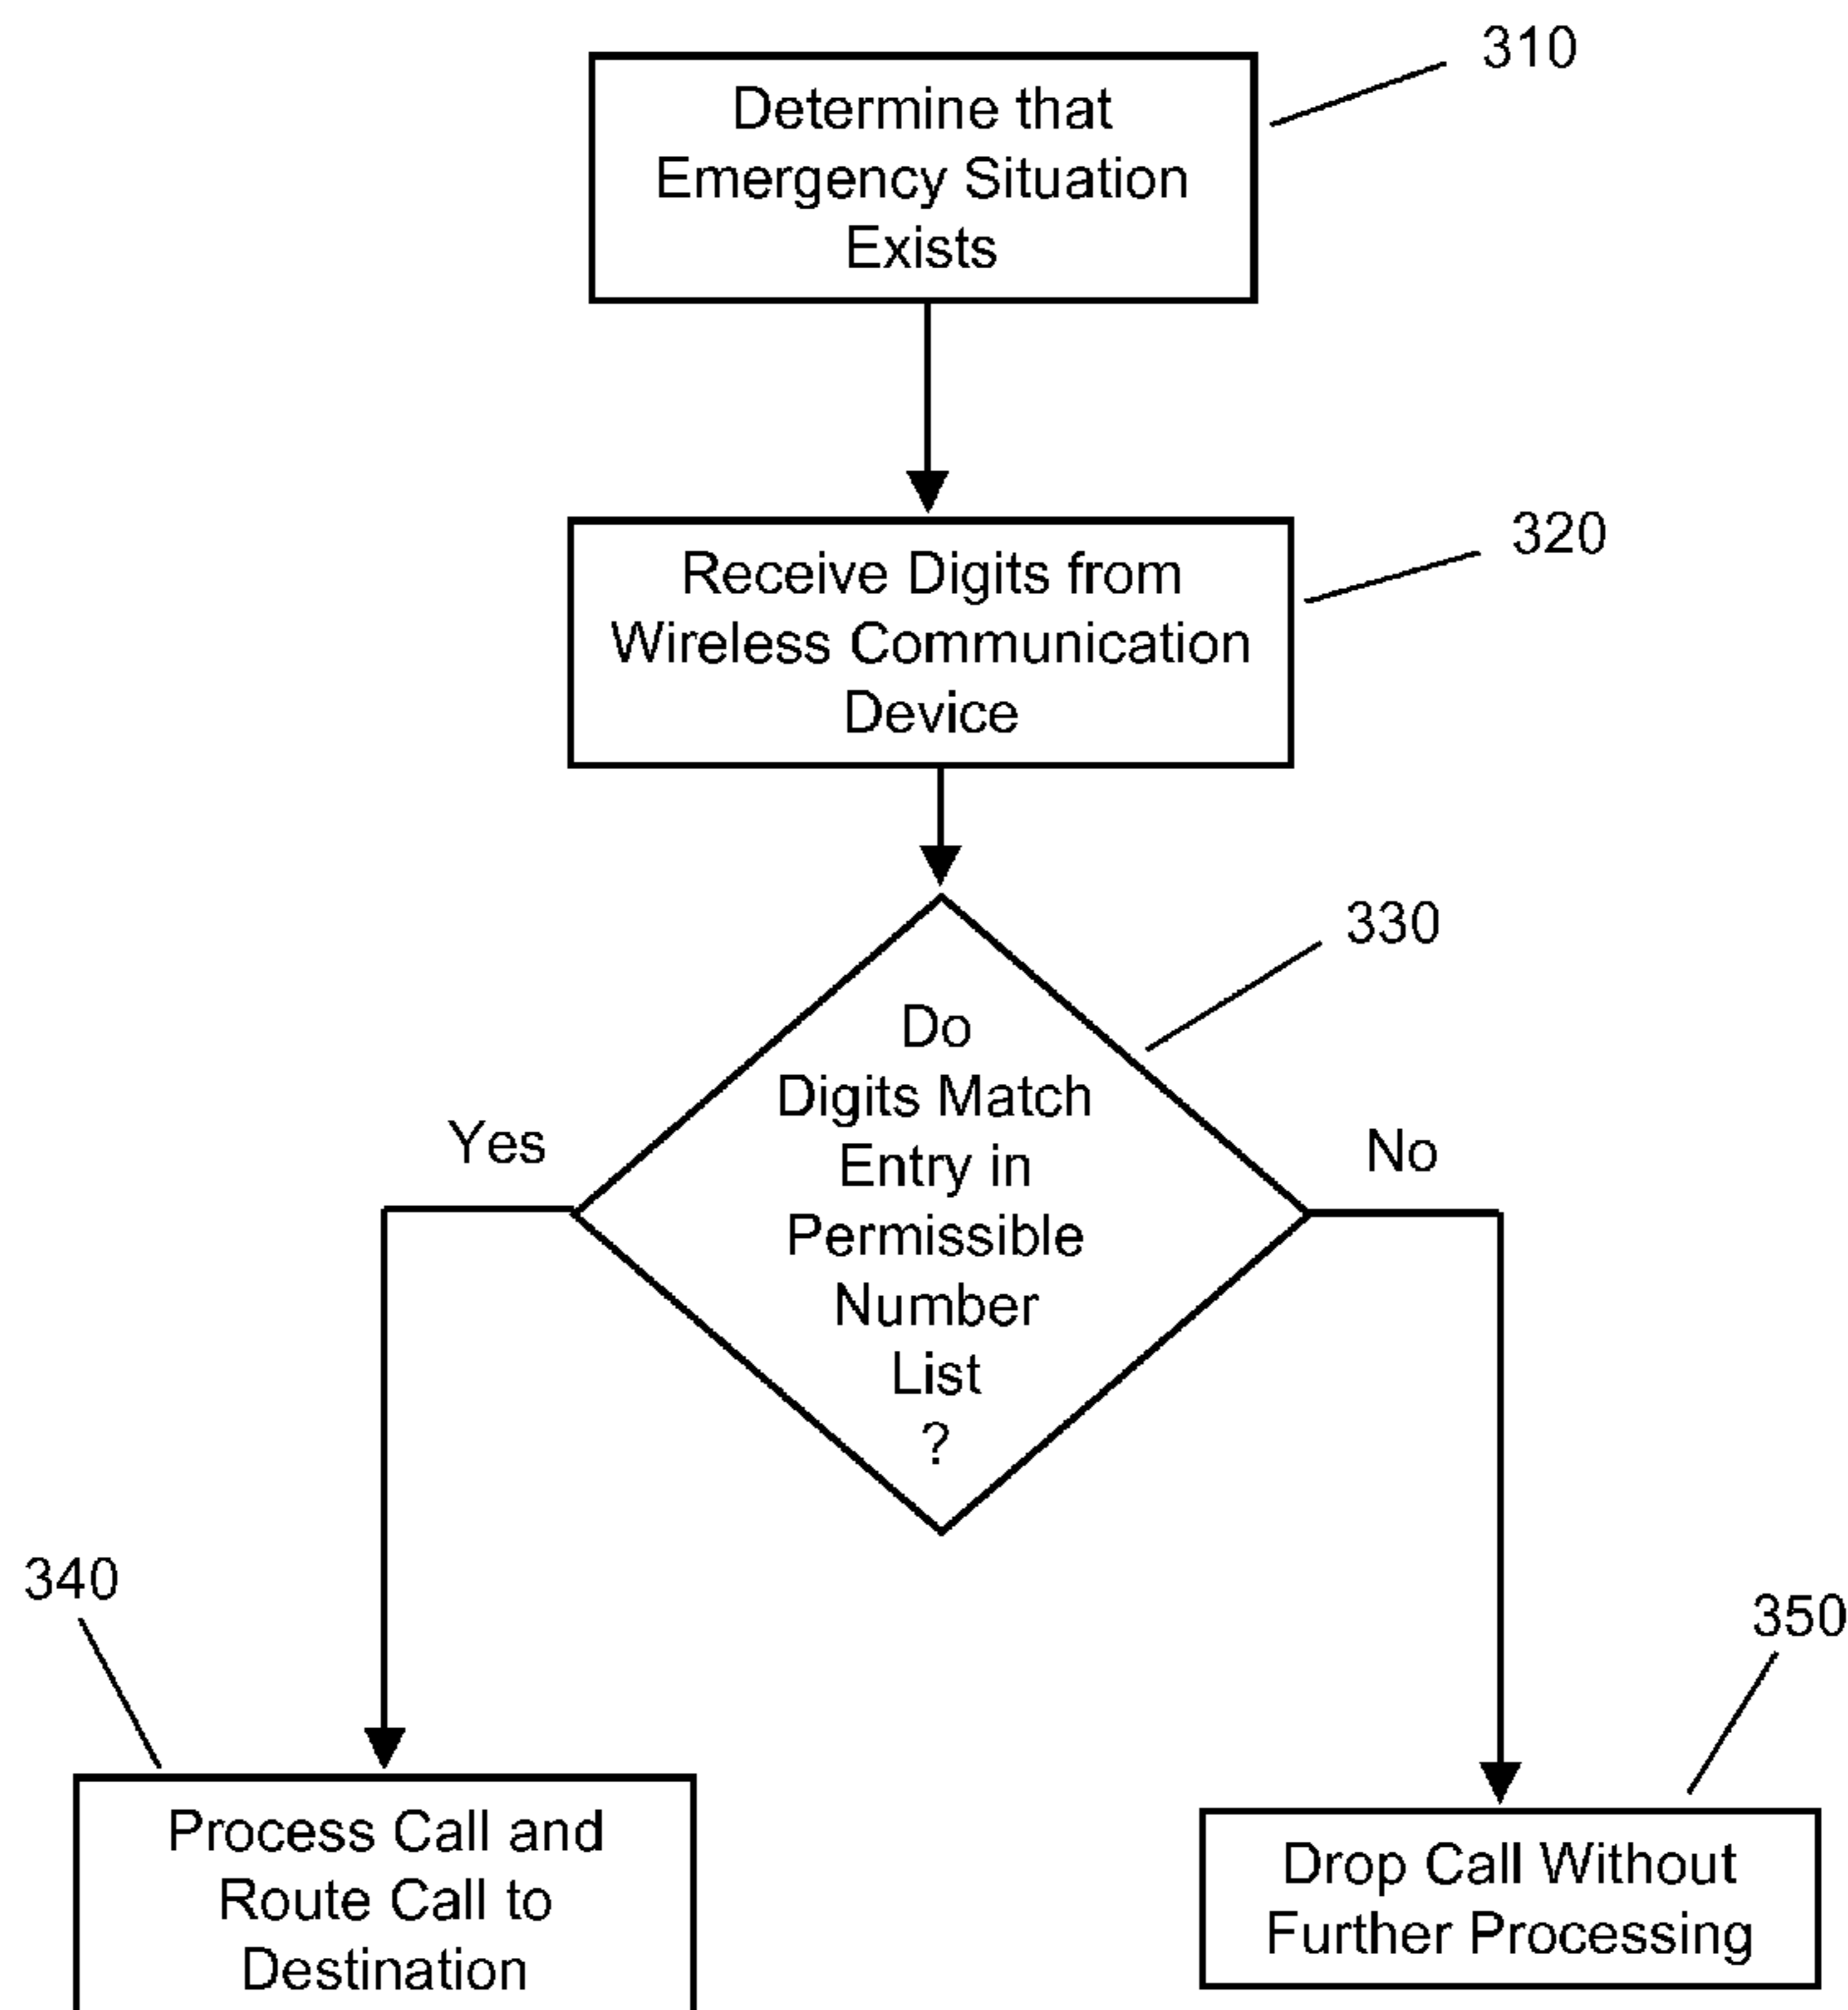 310
Determine that
Emergency Situation
Exists
320
Receive Digits from
Wireless Communication
Device
330
Do
Digits Match
Entry in
Permissible
Number
List
?
Yes
No
340
350
Process Call and
Route Call to
Destination
Drop Call Without
Further Processing